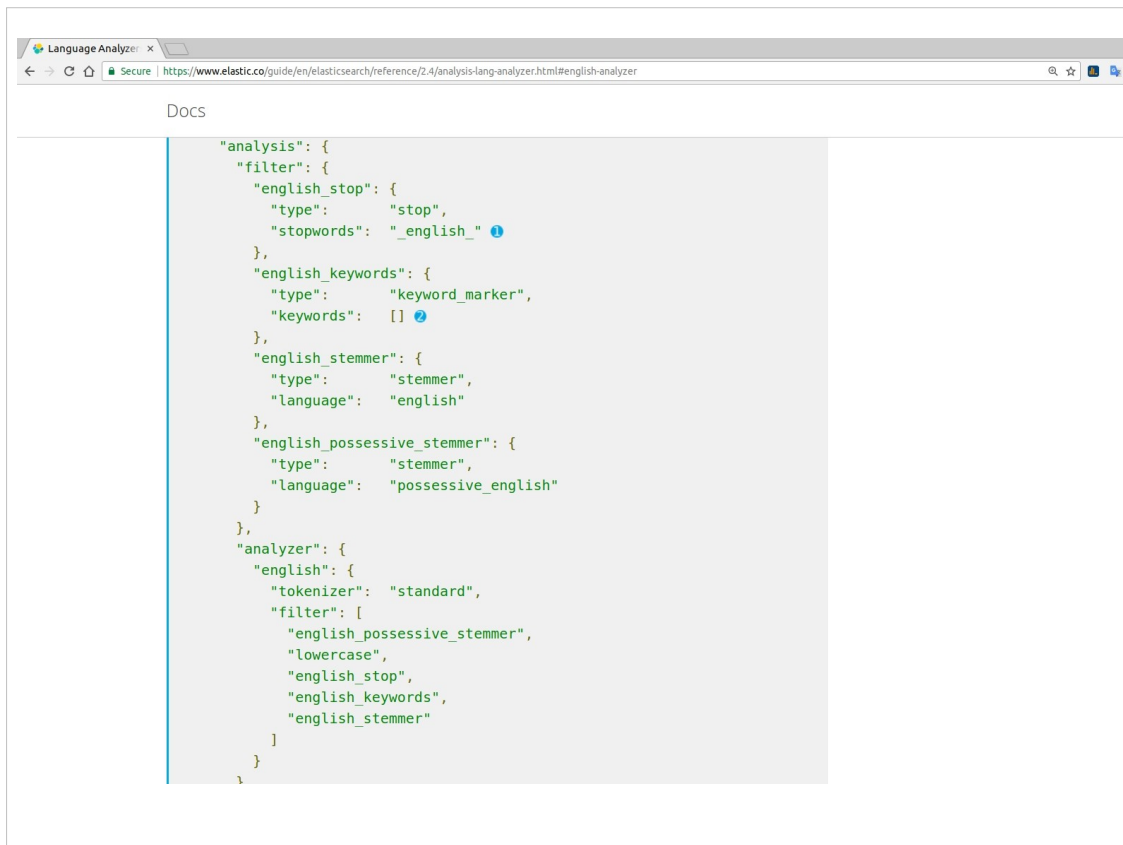 Language Analyzer
Secure | https://www.elastic.co/guide/en/elasticsearch/reference/2.4/analysis-lang-analyzer.html#english-analyzer
Docs
"analysis": {
"filter": {
"english_stop": {
"type": "stop",
"stopwords": "_english_" 1
},
"english_keywords": {
"type": "keyword_marker",
"keywords": [] 2
},
"english_stemmer": {
"type": "stemmer",
"language": "english"
},
"english_possessive_stemmer": {
"type": "stemmer",
"language": "possessive_english"
}
},
"analyzer": {
"english": {
"tokenizer": "standard",
"filter": [
"english_possessive_stemmer",
"lowercase",
"english_stop",
"english_keywords",
"english_stemmer"
]
}
}